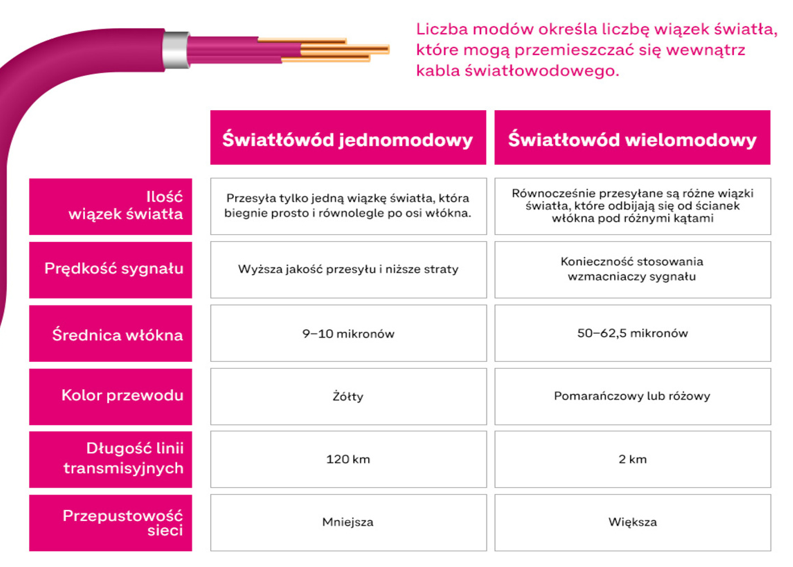 Liczba modów określa liczbę wiązek światła,
które mogą przemieszczać się wewnątrz
kabla światłowodowego.
Światłówód jednomodowy
Światłowód wielomodowy
Ilość
wiązek światła
Przesyła tylko jedną wiązkę światła, która
biegnie prosto i równolegle po osi włókna.
Równocześnie przesyłane są różne wiązki
światła, które odbijają się od ścianek
włókna pod różnymi kątami
Prędkość sygnału
Wyższa jakość przesyłu i niższe straty
Konieczność stosowania
wzmacniaczy sygnału
Średnica włókna
9–10 mikronów
50–62,5 mikronów
Kolor przewodu
Żółty
Pomarańczowy lub różowy
Długość linii
transmisyjnych
120 km
2 km
Przepustowość
sieci
Mniejsza
Większa